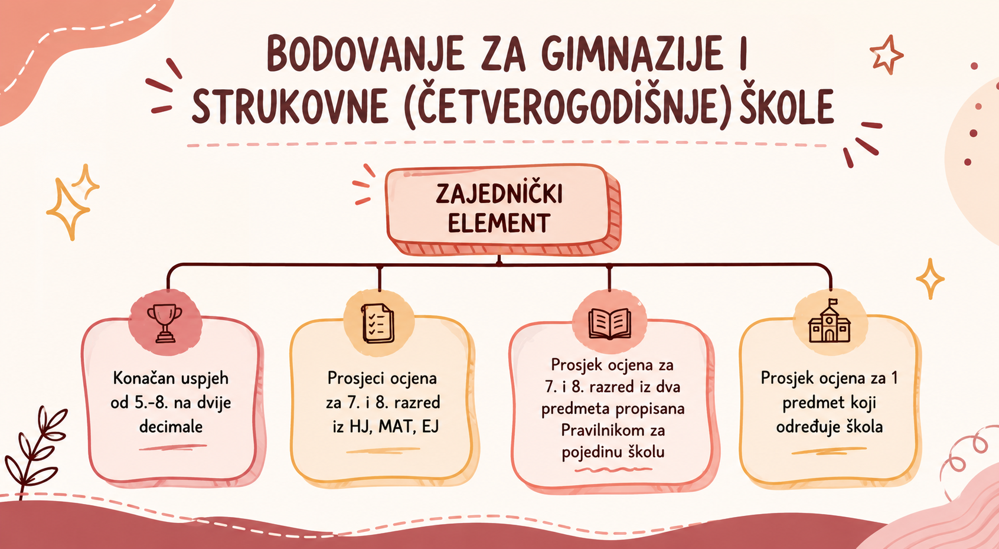 BODOVANJE ZA GIMNAZIJE I
STRUKOVNE (ČETVEROGODIŠNJE) ŠKOLE
ZAJEDNIČKI
ELEMENT
Konačan uspjeh
od 5.-8. na dvije
decimale
Prosjeci ocjena
za 7. i 8. razred
iz HJ, MAT, EJ
Prosjek ocjena za
7. i 8. razred iz dva
predmeta propisana
Pravilnikom za
pojedinu školu
Prosjek ocjena za 1
predmet koji
određuje škola